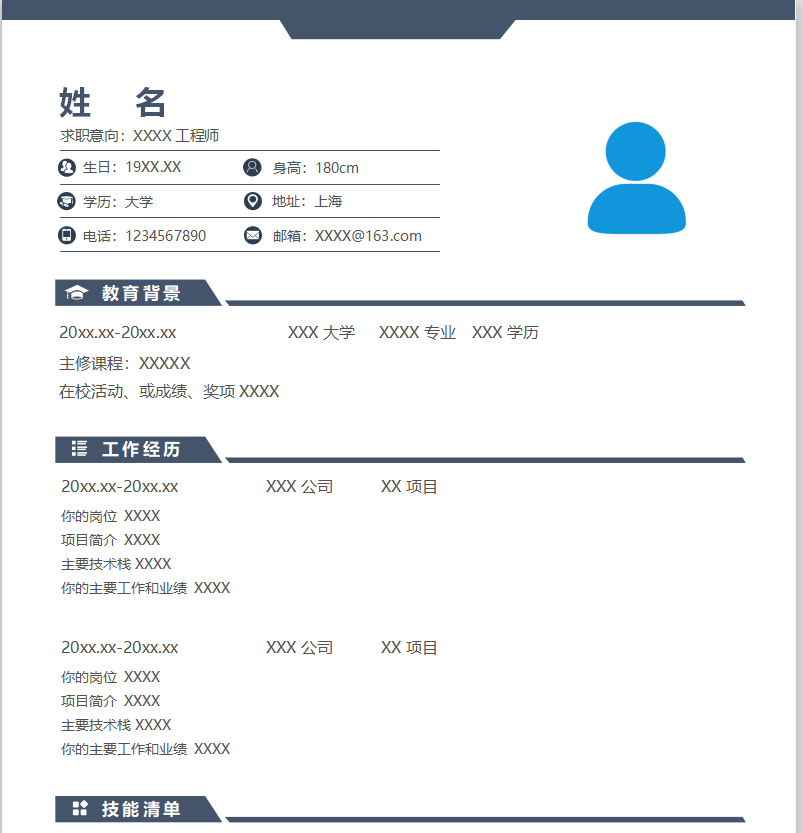 姓 名
求职意向：XXXX 工程师
生日：19XX.XX 身高：180cm
学历：大学 地址：上海
电话：1234567890 邮箱：XXXX@163.com
教育背景
20xx.xx-20xx.xx XXX 大学 XXXX 专业 XXX 学历
主修课程：XXXXX
在校活动、或成绩、奖项 XXXX
工作经历
20xx.xx-20xx.xx XXX 公司 XX 项目
你的岗位 XXXX
项目简介 XXXX
主要技术栈 XXXX
你的主要工作和业绩 XXXX
20xx.xx-20xx.xx XXX 公司 XX 项目
你的岗位 XXXX
项目简介 XXXX
主要技术栈 XXXX
你的主要工作和业绩 XXXX
技能清单